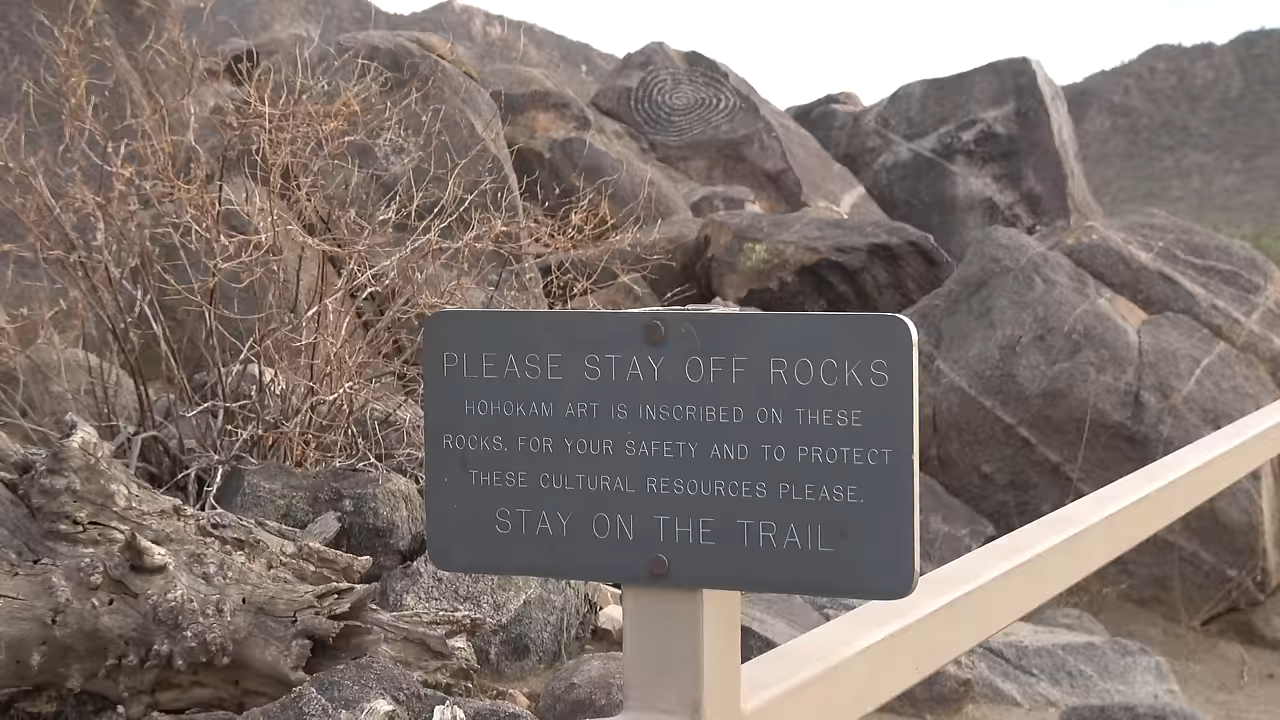 PLEASE STAY OFF ROCKS
HOHOKAM ART IS INSCRIBED ON THESE
ROCKS. FOR YOUR SAFETY AND TO PROTECT
THESE CULTURAL RESOURCES PLEASE.
STAY ON THE TRAIL